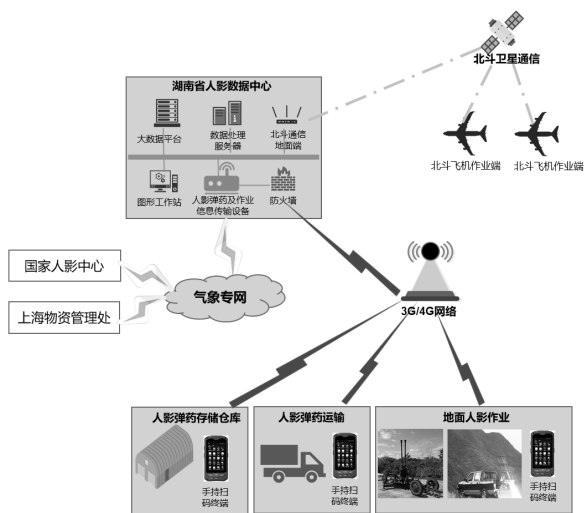 北斗卫星通信
湖南省人影数据中心
大数据平台
数据处理
服务器
北斗通信
地面端
北斗飞机作业端
北斗飞机作业端
图形工作站
人影弹药及作业
信息传输设备
防火墙
国家人影中心
气象专网
上海物资管理处
3G/4G网络
人影弹药存储仓库
手持扫
码终端
人影弹药运输
手持扫
码终端
地面人影作业
手持扫
码终端